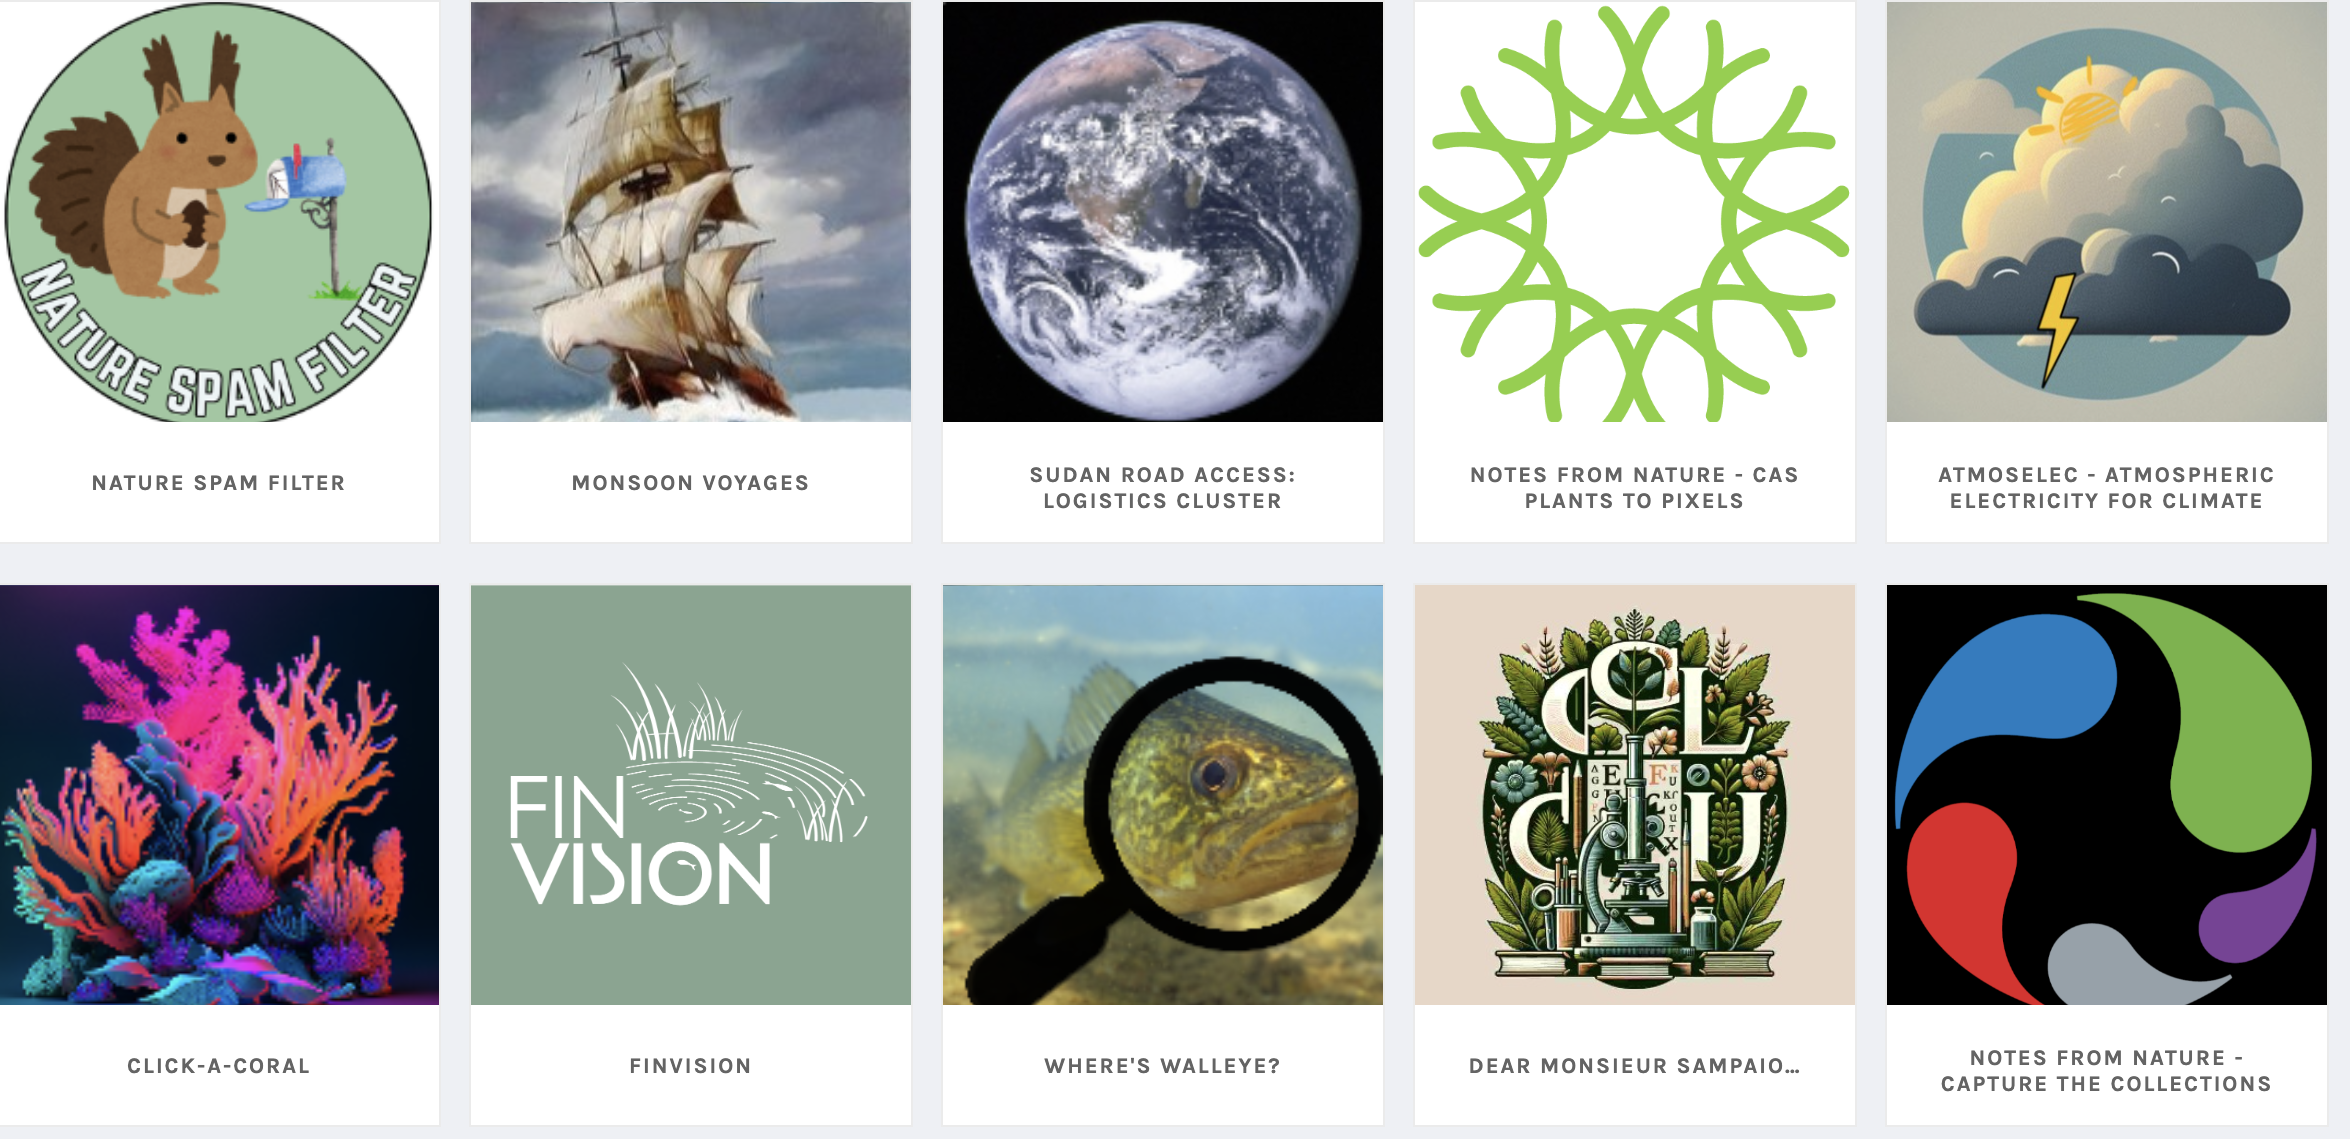 NATURE SPAM FILTER
NATURE SPAM FILTER
MONSOON VOYAGES
SUDAN ROAD ACCESS:
LOGISTICS CLUSTER
NOTES FROM NATURE - CAS
PLANTS TO PIXELS
ATMOSELEC - ATMOSPHERIC
ELECTRICITY FOR CLIMATE
FIN
VISION
CLICK-A-CORAL
FINVISION
WHERE'S WALLEYE?
DEAR MONSIEUR SAMPAIO...
NOTES FROM NATURE -
CAPTURE THE COLLECTIONS